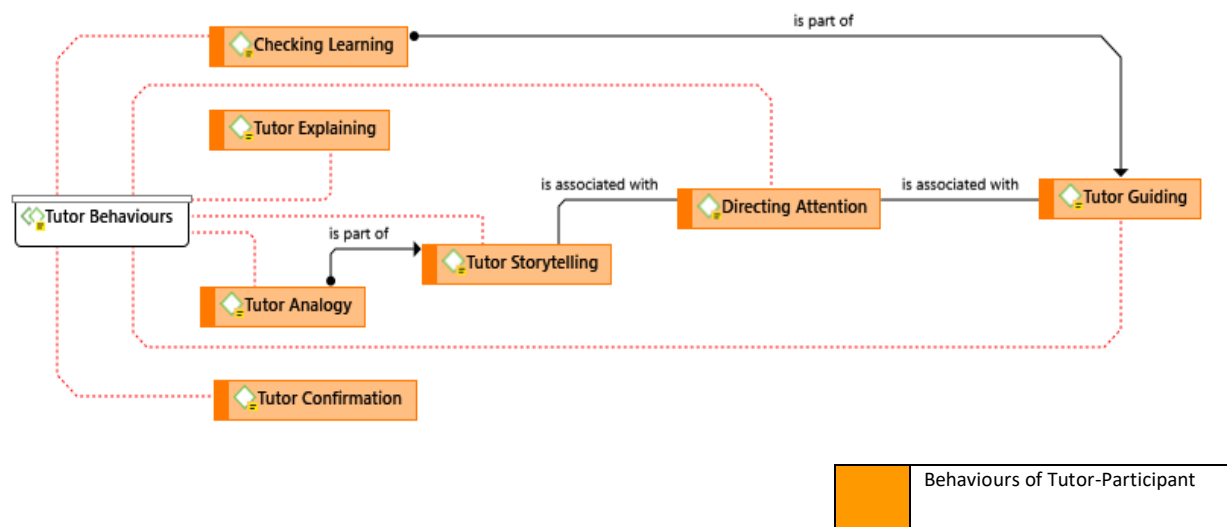 is part of
Checking Learning
Tutor Explaining
is associated with
is associated with
Tutor Guiding
Directing Attention
Tutor Behaviours
is part of
Tutor Storytelling
Tutor Analogy
Tutor Confirmation
Behaviours of Tutor-Participant